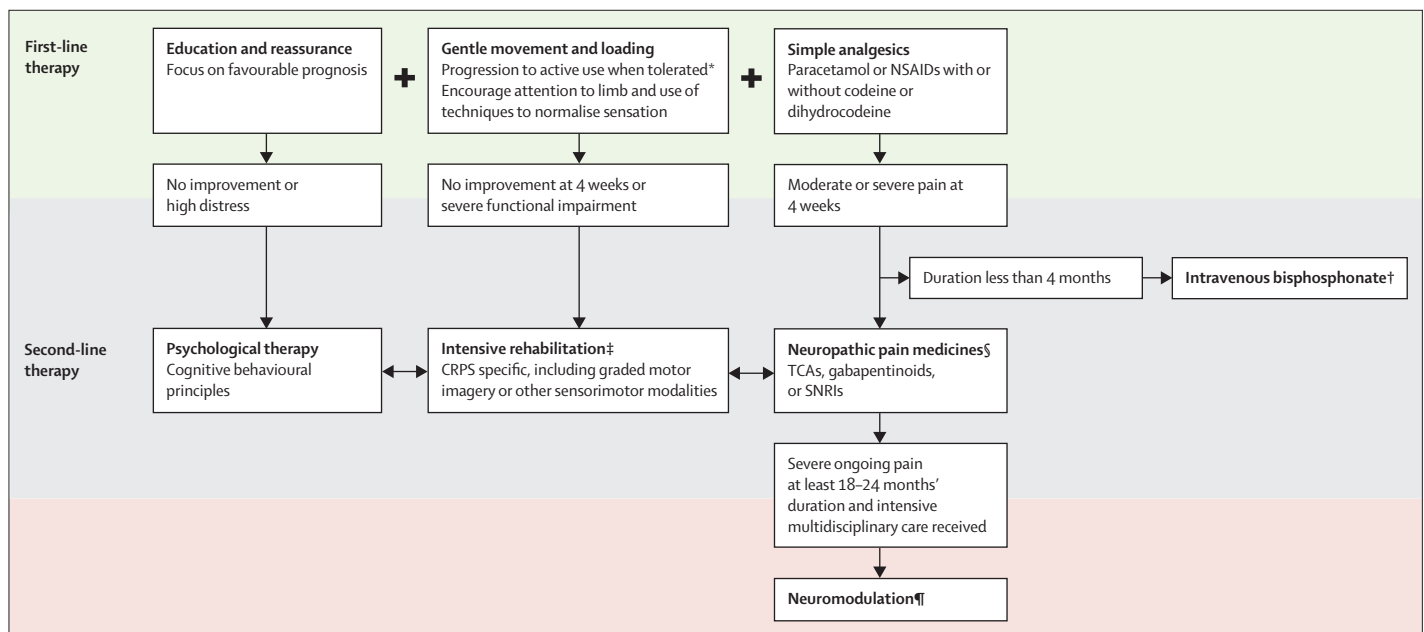 First-line
therapy
Education and reassurance
Focus on favourable prognosis
✚
Gentle movement and loading
Progression to active use when tolerated*
Encourage attention to limb and use of
techniques to normalise sensation
✚
Simple analgesics
Paracetamol or NSAIDs with or
without codeine or
dihydrocodeine
No improvement or
high distress
No improvement at 4 weeks or
severe functional impairment
Moderate or severe pain at
4 weeks
Duration less than 4 months
Intravenous bisphosphonate†
Second-line
therapy
Psychological therapy
Cognitive behavioural
principles
Intensive rehabilitation‡
CRPS specific, including graded motor
imagery or other sensorimotor modalities
Neuropathic pain medicines§
TCAs, gabapentinoids,
or SNRIs
Severe ongoing pain
at least 18–24 months’
duration and intensive
multidisciplinary care received
Neuromodulation¶